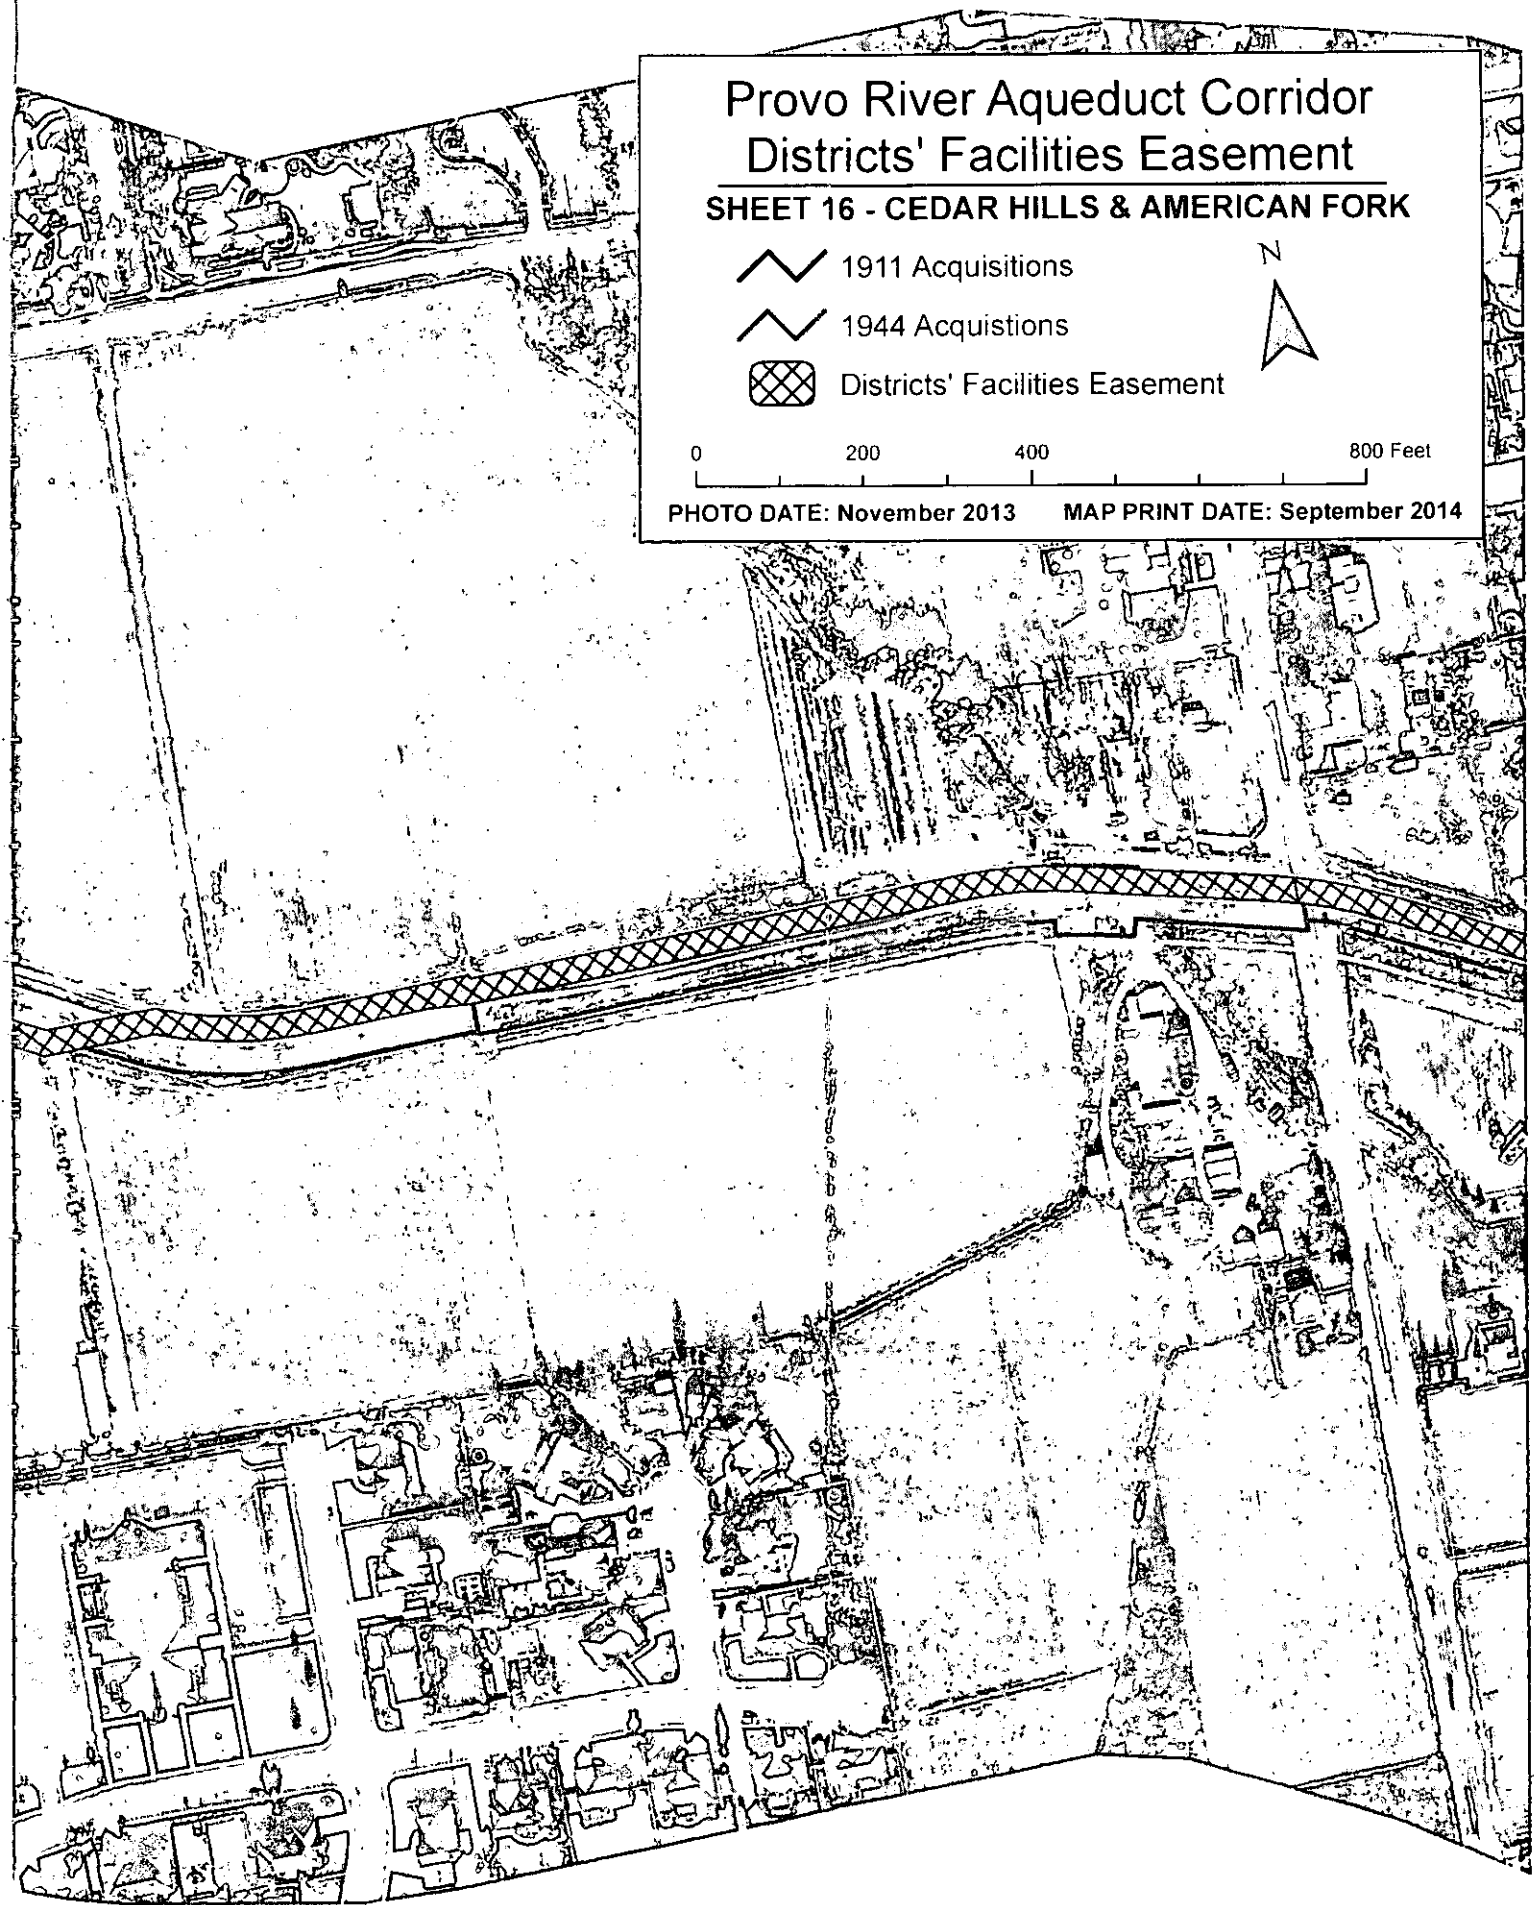 Provo River Aqueduct Corridor
Districts' Facilities Easement
SHEET 16 - CEDAR HILLS & AMERICAN FORK
N
1911 Acquisitions
1944 Acquistions
Districts' Facilities Easement
0 200 400 800 Feet
PHOTO DATE: November 2013 MAP PRINT DATE: September 2014